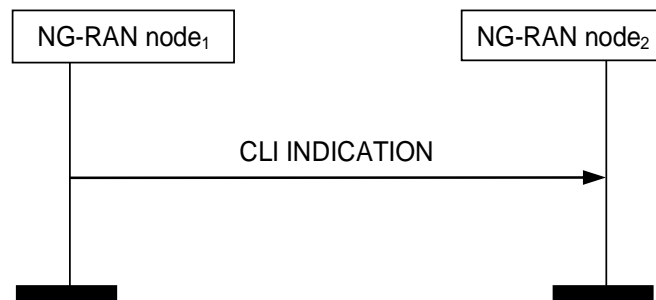 NG-RAN node₁
NG-RAN node₂
CLI INDICATION